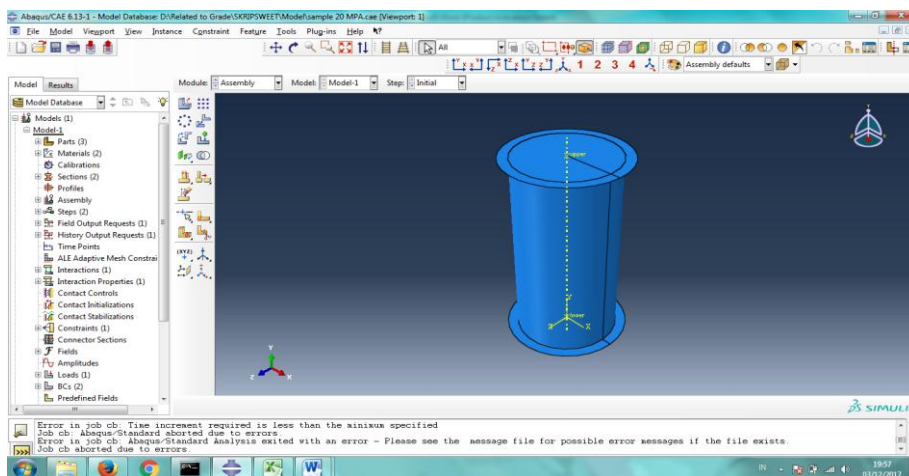 Abaqus/CAE 6.13-1 - Model Database: D:\Related to Grade\SKRIPSWEET\Model\sample 20 MPA.cae [Viewport: 1]
File Model Viewport View Instance Constraint Feature Tools Plug-ins Help
All
1 2 3 4 Assembly defaults
Model Results Module: Assembly Model: Model-1 Step: Initial
Model Database
Models (1)
Model-1
Parts (3)
Materials (2)
Calibrations
Sections (2)
Profiles
Assembly
Steps (2)
Field Output Requests (1)
History Output Requests (1)
Time Points
ALE Adaptive Mesh Constrai
Interactions (1)
Interaction Properties (1)
Contact Controls
Contact Initializations
Contact Stabilizations
Constraints (1)
Connector Sections
Fields
Amplitudes
Loads (1)
BCs (2)
Predefined Fields
(XYZ)
upper
Y
lower
Z X
Y
Z X
SIMULI
Error in job cb: Time increment required is less than the minimum specified
Job cb: Abaqus/Standard aborted due to errors.
Error in job cb: Abaqus/Standard Analysis exited with an error - Please see the message file for possible error messages if the file exists.
Job cb aborted due to errors.
IN
19:57
03/12/2017